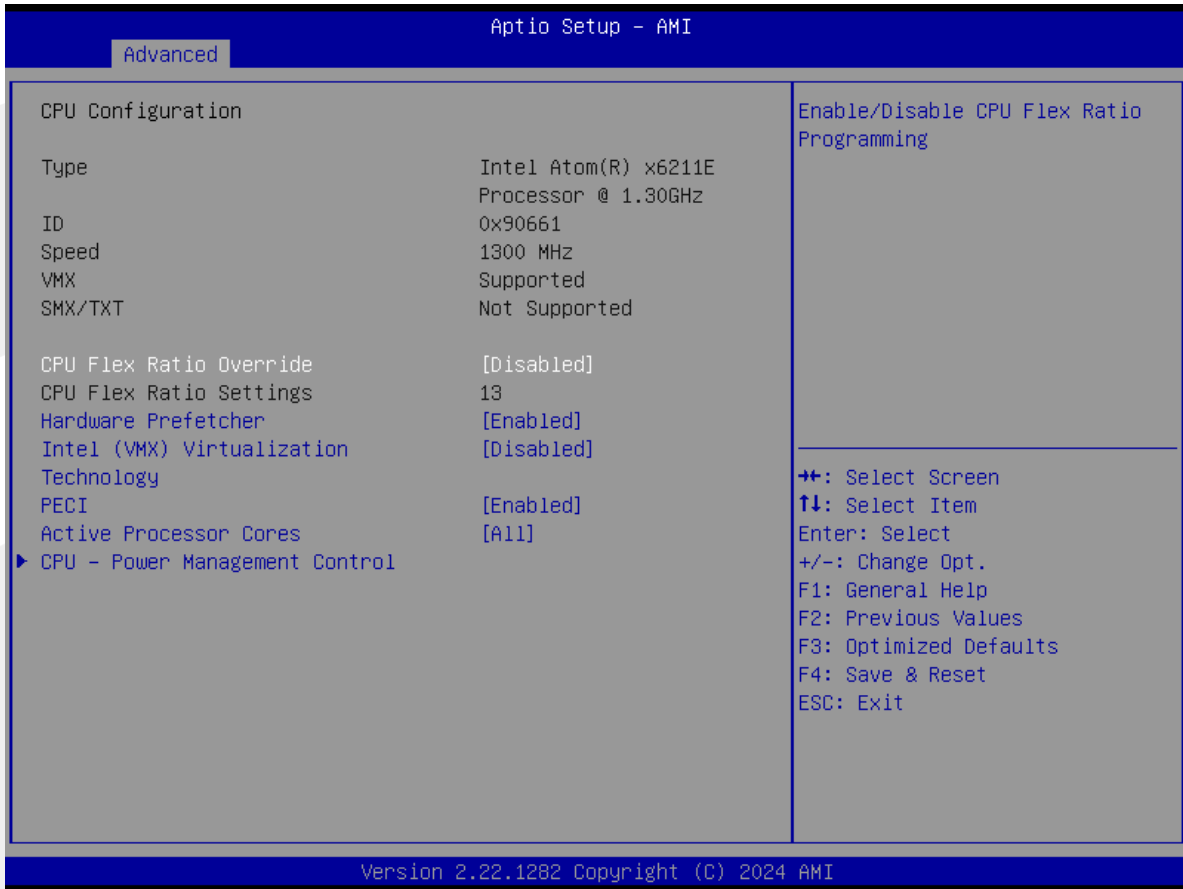 Aptio Setup – AMI
Advanced
CPU Configuration
Type Intel Atom(R) x6211E
Processor @ 1.30GHz
ID 0x90661
Speed 1300 MHz
VMX Supported
SMX/TXT Not Supported
CPU Flex Ratio Override [Disabled]
CPU Flex Ratio Settings 13
Hardware Prefetcher [Enabled]
Intel (VMX) Virtualization [Disabled]
Technology
PECI [Enabled]
Active Processor Cores [All]
▶ CPU – Power Management Control
Enable/Disable CPU Flex Ratio
Programming
→←: Select Screen
↑↓: Select Item
Enter: Select
+/-: Change Opt.
F1: General Help
F2: Previous Values
F3: Optimized Defaults
F4: Save & Reset
ESC: Exit
Version 2.22.1282 Copyright (C) 2024 AMI